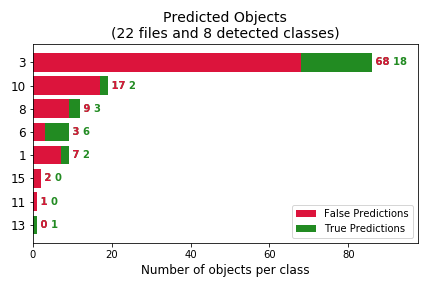 Predicted Objects
(22 files and 8 detected classes)
3 68 18
10 17 2
8 9 3
6 3 6
1 7 2
15 2 0
11 1 0
13 0 1
False Predictions
True Predictions
0 20 40 60 80
Number of objects per class